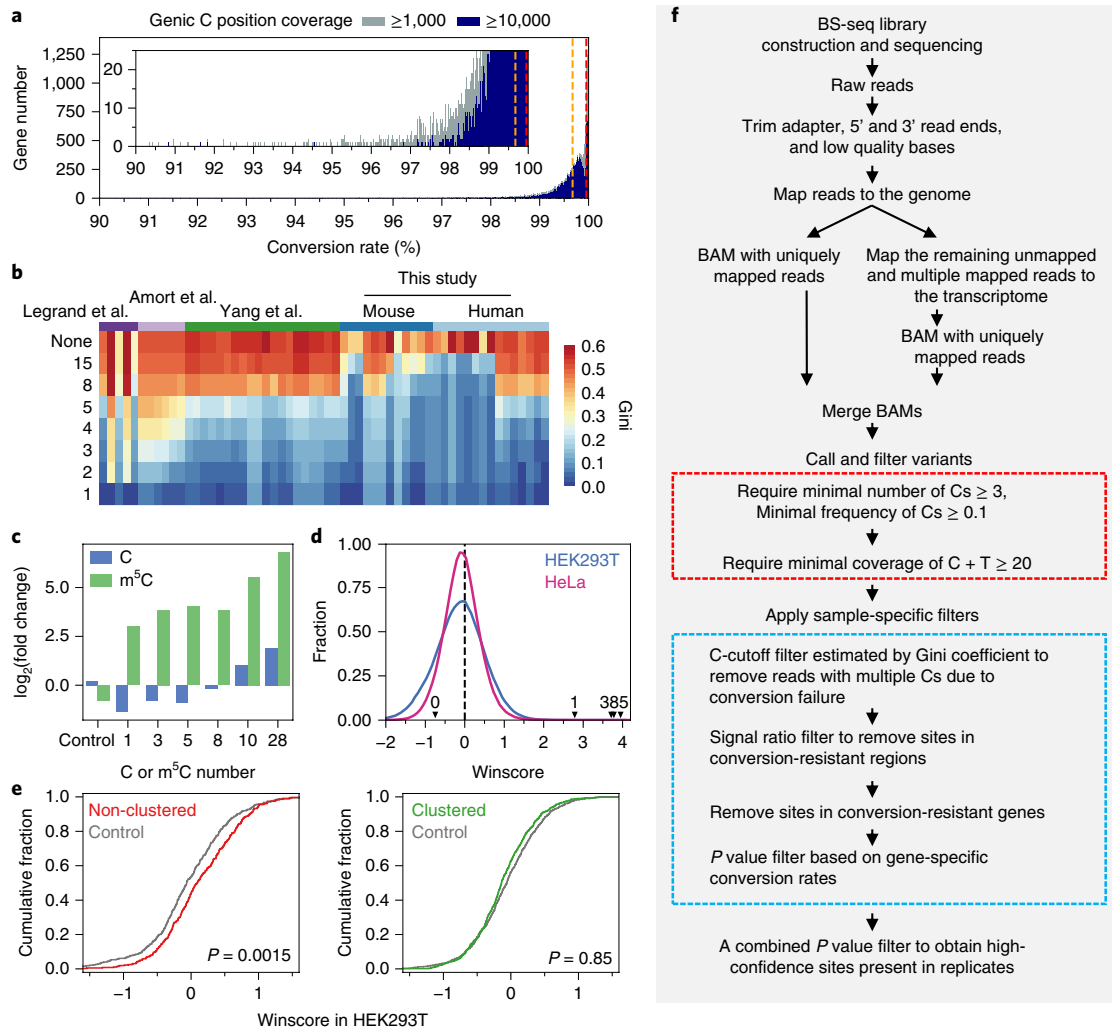 a
Genic C position coverage ≥1,000 ≥10,000
Gene number
1,250
1,000
750
500
250
0
20
10
0
90 91 92 93 94 95 96 97 98 99 100
90 91 92 93 94 95 96 97 98 99 100
Conversion rate (%)
b
This study
Legrand et al. Amort et al. Yang et al. Mouse Human
None
15
8
5
4
3
2
1
0.6
0.5
0.4
0.3
0.2
0.1
0.0
Gini
c
C
m⁵C
log₂(fold change)
5.0
2.5
0.0
Control 1 3 5 8 10 28
C or m⁵C number
d
HEK293T
HeLa
Fraction
1.00
0.75
0.50
0.25
0.00
0 1 3 8 5
−2 −1 0 1 2 3 4
Winscore
e
Non-clustered
Control
Cumulative fraction
1.0
0.8
0.6
0.4
0.2
0.0
P = 0.0015
−1 0 1
Clustered
Control
Cumulative fraction
1.0
0.8
0.6
0.4
0.2
0.0
P = 0.85
−1 0 1
Winscore in HEK293T
f
BS-seq library
construction and sequencing
Raw reads
Trim adapter, 5' and 3' read ends,
and low quality bases
Map reads to the genome
BAM with uniquely
mapped reads
Map the remaining unmapped
and multiple mapped reads to
the transcriptome
BAM with uniquely
mapped reads
Merge BAMs
Call and filter variants
Require minimal number of Cs ≥ 3,
Minimal frequency of Cs ≥ 0.1
Require minimal coverage of C + T ≥ 20
Apply sample-specific filters
C-cutoff filter estimated by Gini coefficient to
remove reads with multiple Cs due to
conversion failure
Signal ratio filter to remove sites in
conversion-resistant regions
Remove sites in conversion-resistant genes
P value filter based on gene-specific
conversion rates
A combined P value filter to obtain high-
confidence sites present in replicates